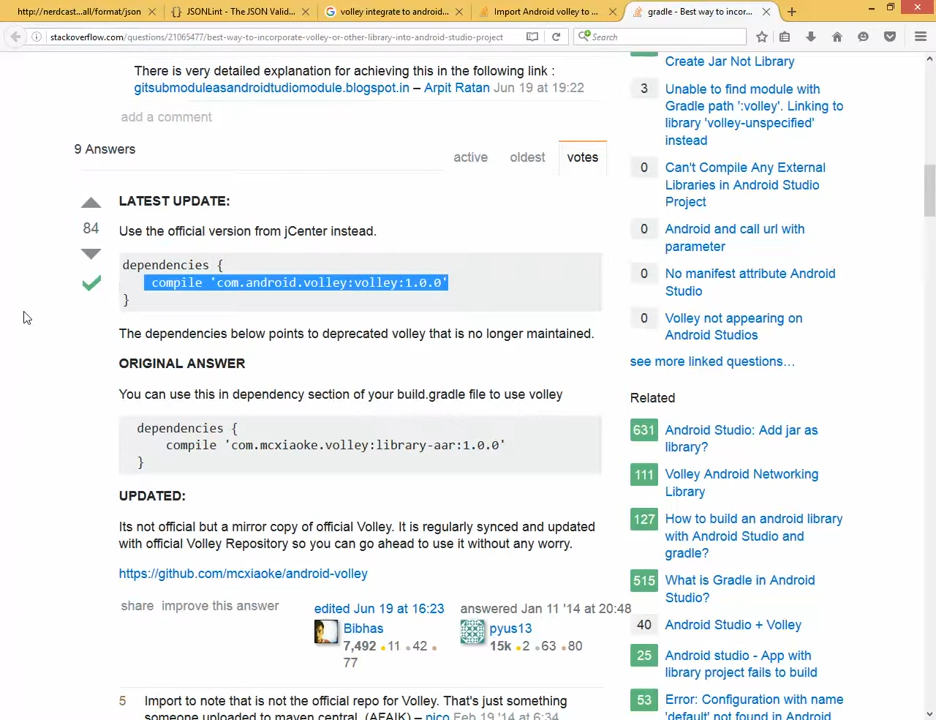 http://nerdcast...all/format/json
JSONLint - The JSON Valid...
volley integrate to android...
Import Android volley to ...
gradle - Best way to incor...
stackoverflow.com/questions/21065477/best-way-to-incorporate-volley-or-other-library-into-android-studio-project
Search
There is very detailed explanation for achieving this in the following link :
gitsubmoduleasandroidtudiomodule.blogspot.in – Arpit Ratan Jun 19 at 19:22
add a comment
9 Answers
active
oldest
votes
84
LATEST UPDATE:
Use the official version from jCenter instead.
dependencies {
compile 'com.android.volley:volley:1.0.0'
}
The dependencies below points to deprecated volley that is no longer maintained.
ORIGINAL ANSWER
You can use this in dependency section of your build.gradle file to use volley
dependencies {
compile 'com.mcxiaoke.volley:library-aar:1.0.0'
}
UPDATED:
Its not official but a mirror copy of official Volley. It is regularly synced and updated
with official Volley Repository so you can go ahead to use it without any worry.
https://github.com/mcxiaoke/android-volley
share improve this answer
edited Jun 19 at 16:23
Bibhas
7,492 11 42
77
answered Jan 11 '14 at 20:48
pyus13
15k 2 63 80
5 Import to note that is not the official repo for Volley. That's just something
someone uploaded to maven central. (AFAIK) – pjco Feb 19 '14 at 6:34
Create Jar Not Library
3 Unable to find module with
Gradle path ':volley'. Linking to
library 'volley-unspecified'
instead
0 Can't Compile Any External
Libraries in Android Studio
Project
0 Android and call url with
parameter
0 No manifest attribute Android
Studio
0 Volley not appearing on
Android Studios
see more linked questions…
Related
631 Android Studio: Add jar as
library?
111 Volley Android Networking
Library
127 How to build an android library
with Android Studio and
gradle?
515 What is Gradle in Android
Studio?
40 Android Studio + Volley
25 Android studio - App with
library project fails to build
53 Error: Configuration with name
'default' not found in Android